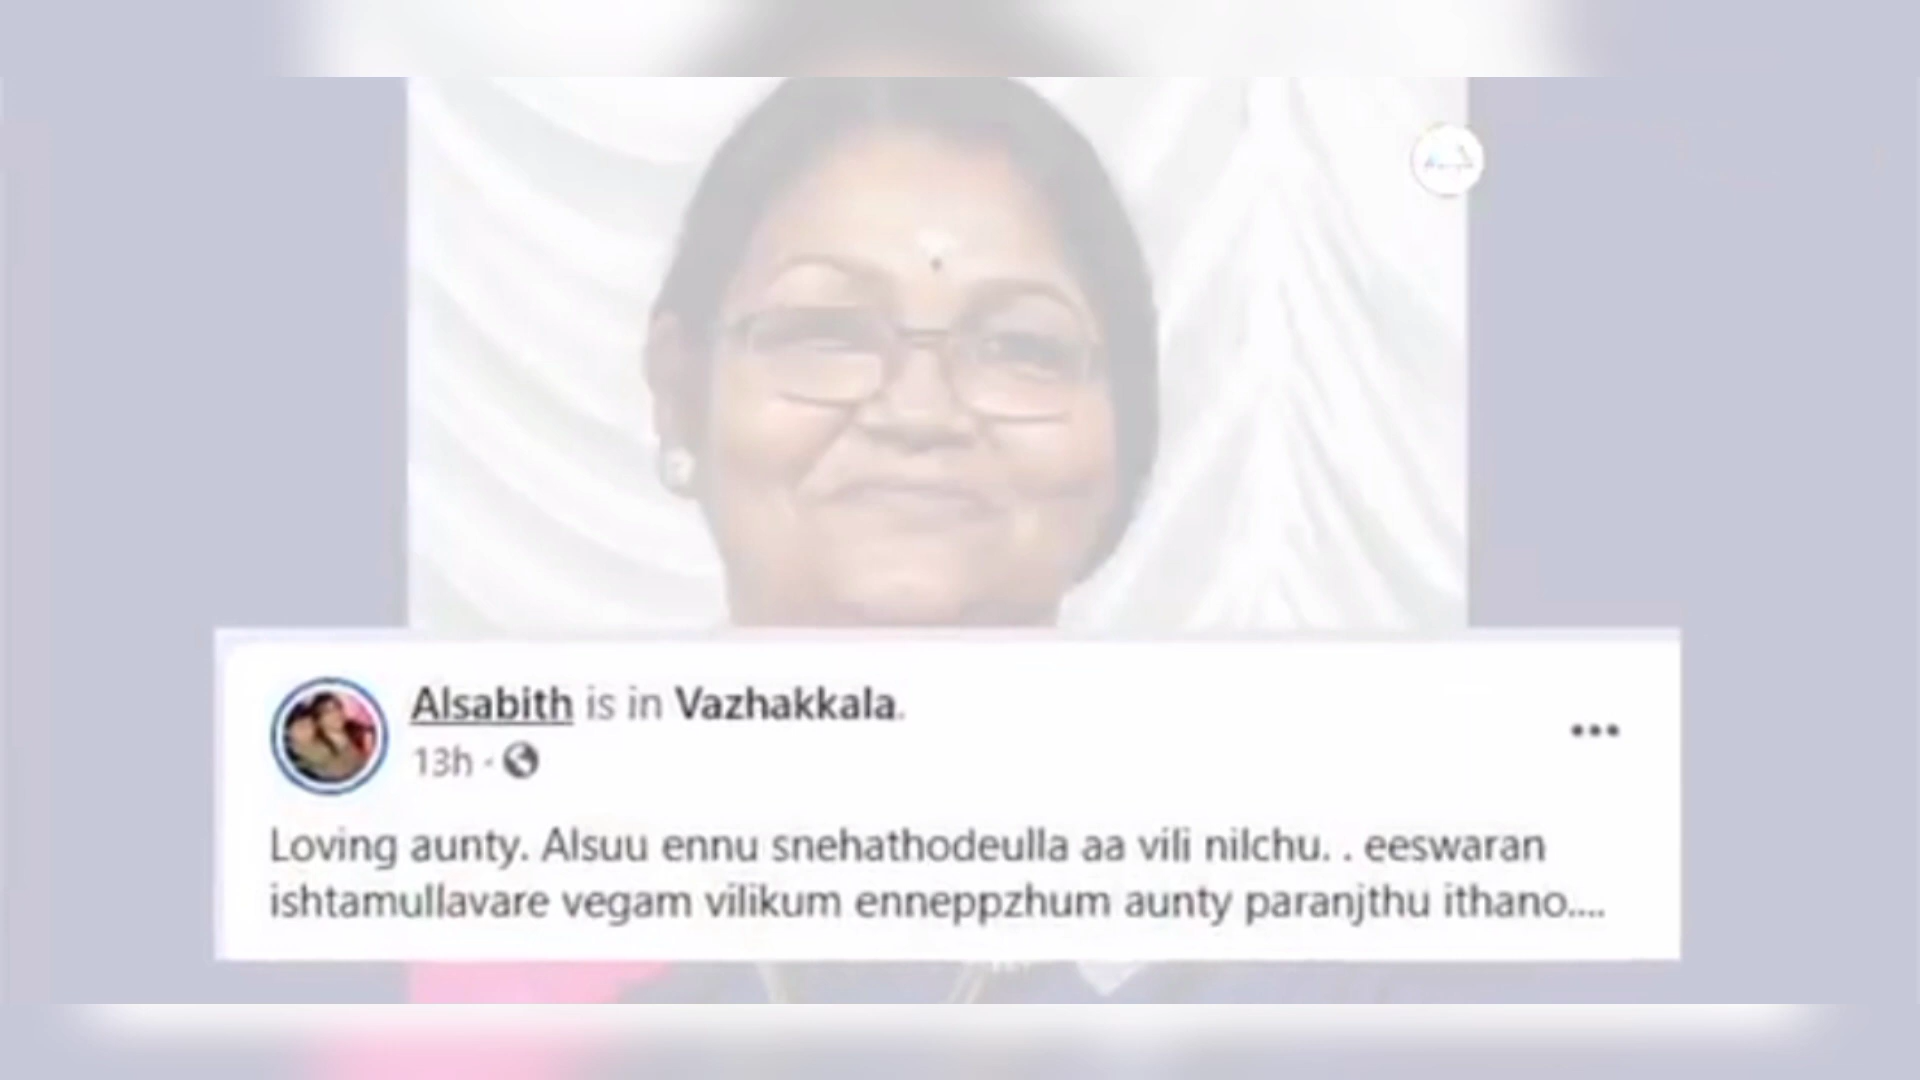 Alsabith is in Vazhakkala.
13h ·
Loving aunty. Alsuu ennu snehathodeulla aa vili nilchu. . eeswaran
ishtamullavare vegam vilikum enneppzhum aunty paranjthu ithano....